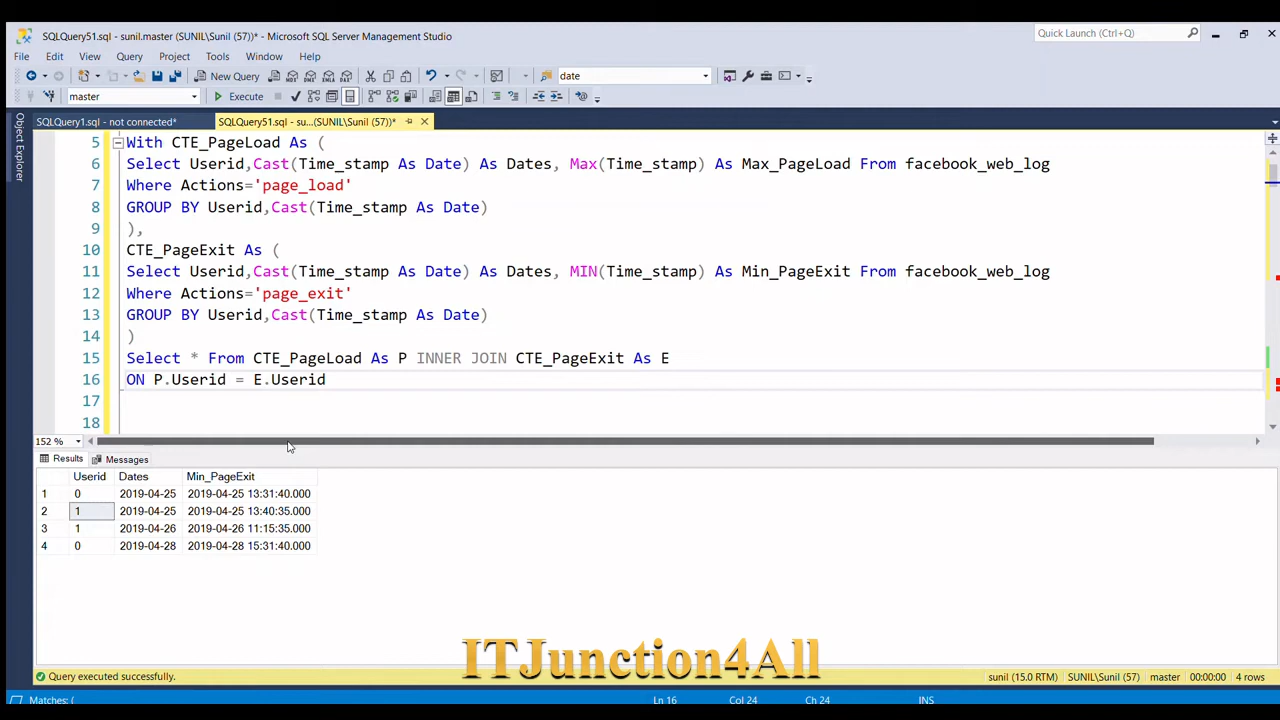 SQLQuery51.sql - sunil.master (SUNIL\Sunil (57))* - Microsoft SQL Server Management Studio
Quick Launch (Ctrl+Q)
File Edit View Query Project Tools Window Help
New Query
date
master
Execute
Object Explorer
SQLQuery1.sql - not connected*
SQLQuery51.sql - su...(SUNIL\Sunil (57))*
5 With CTE_PageLoad As (
6 Select Userid,Cast(Time_stamp As Date) As Dates, Max(Time_stamp) As Max_PageLoad From facebook_web_log
7 Where Actions='page_load'
8 GROUP BY Userid,Cast(Time_stamp As Date)
9 ),
10 CTE_PageExit As (
11 Select Userid,Cast(Time_stamp As Date) As Dates, MIN(Time_stamp) As Min_PageExit From facebook_web_log
12 Where Actions='page_exit'
13 GROUP BY Userid,Cast(Time_stamp As Date)
14 )
15 Select * From CTE_PageLoad As P INNER JOIN CTE_PageExit As E
16 ON P.Userid = E.Userid
17
18
152 %
Results Messages
Userid Dates Min_PageExit
1 0 2019-04-25 2019-04-25 13:31:40.000
2 1 2019-04-25 2019-04-25 13:40:35.000
3 1 2019-04-26 2019-04-26 11:15:35.000
4 0 2019-04-28 2019-04-28 15:31:40.000
ITJunction4All
Query executed successfully.
sunil (15.0 RTM) SUNIL\Sunil (57) master 00:00:00 4 rows
Matches: ( Ln 16 Col 24 Ch 24 INS